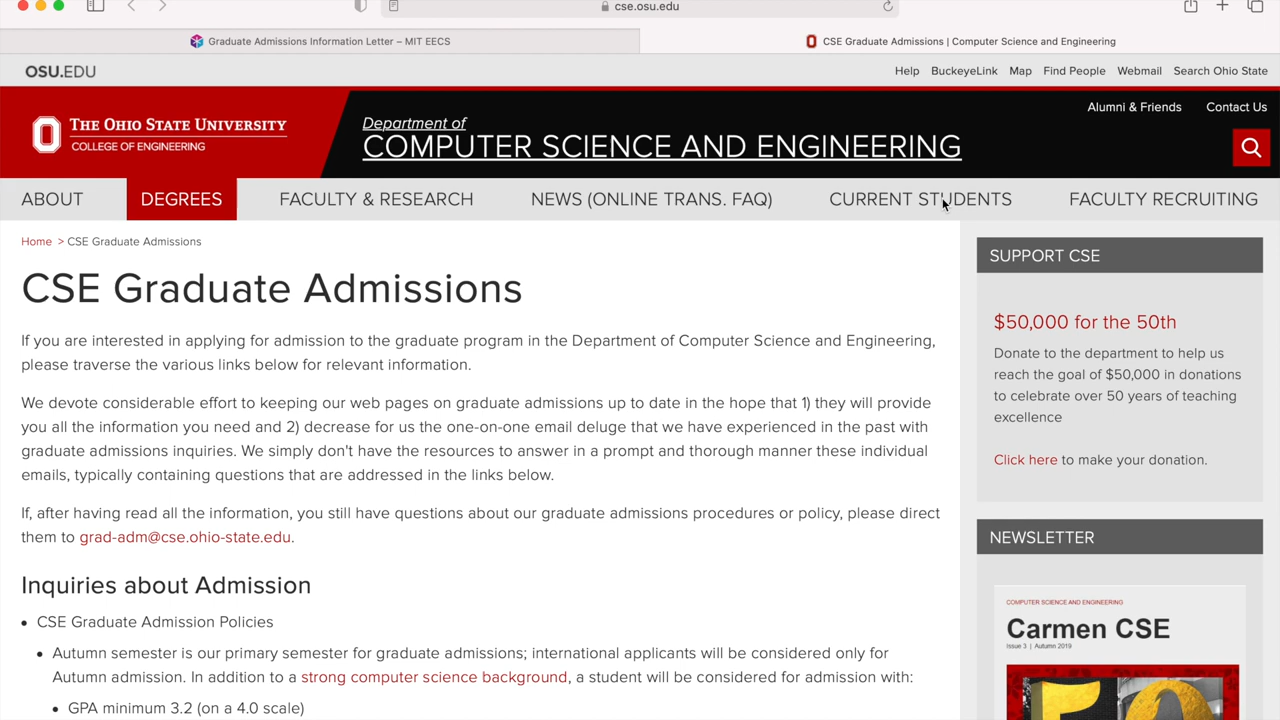 cse.osu.edu
Graduate Admissions Information Letter – MIT EECS
CSE Graduate Admissions | Computer Science and Engineering
OSU.EDU
Help BuckeyeLink Map Find People Webmail Search Ohio State
Alumni & Friends Contact Us
THE OHIO STATE UNIVERSITY
COLLEGE OF ENGINEERING
Department of
COMPUTER SCIENCE AND ENGINEERING
ABOUT DEGREES FACULTY & RESEARCH NEWS (ONLINE TRANS. FAQ) CURRENT STUDENTS FACULTY RECRUITING
Home > CSE Graduate Admissions
CSE Graduate Admissions
If you are interested in applying for admission to the graduate program in the Department of Computer Science and Engineering,
please traverse the various links below for relevant information.
We devote considerable effort to keeping our web pages on graduate admissions up to date in the hope that 1) they will provide
you all the information you need and 2) decrease for us the one-on-one email deluge that we have experienced in the past with
graduate admissions inquiries. We simply don't have the resources to answer in a prompt and thorough manner these individual
emails, typically containing questions that are addressed in the links below.
If, after having read all the information, you still have questions about our graduate admissions procedures or policy, please direct
them to grad-adm@cse.ohio-state.edu.
Inquiries about Admission
• CSE Graduate Admission Policies
• Autumn semester is our primary semester for graduate admissions; international applicants will be considered only for
Autumn admission. In addition to a strong computer science background, a student will be considered for admission with:
• GPA minimum 3.2 (on a 4.0 scale)
SUPPORT CSE
$50,000 for the 50th
Donate to the department to help us
reach the goal of $50,000 in donations
to celebrate over 50 years of teaching
excellence
Click here to make your donation.
NEWSLETTER
COMPUTER SCIENCE AND ENGINEERING
Carmen CSE
Issue 3 | Autumn 2019
50